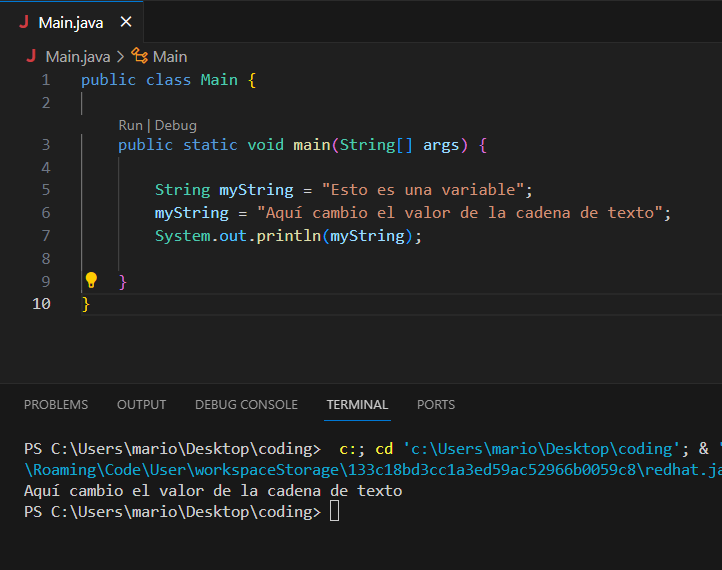 J Main.java ×
J Main.java > Main
1 public class Main {
2
Run | Debug
3 public static void main(String[] args) {
4
5 String myString = "Esto es una variable";
6 myString = "Aquí cambio el valor de la cadena de texto";
7 System.out.println(myString);
8
9 }
10 }
PROBLEMS OUTPUT DEBUG CONSOLE TERMINAL PORTS
PS C:\Users\mario\Desktop\coding> c:; cd 'c:\Users\mario\Desktop\coding'; & '
\Roaming\Code\User\workspaceStorage\133c18bd3cc1a3ed59ac52966b0059c8\redhat.ja
Aquí cambio el valor de la cadena de texto
PS C:\Users\mario\Desktop\coding>